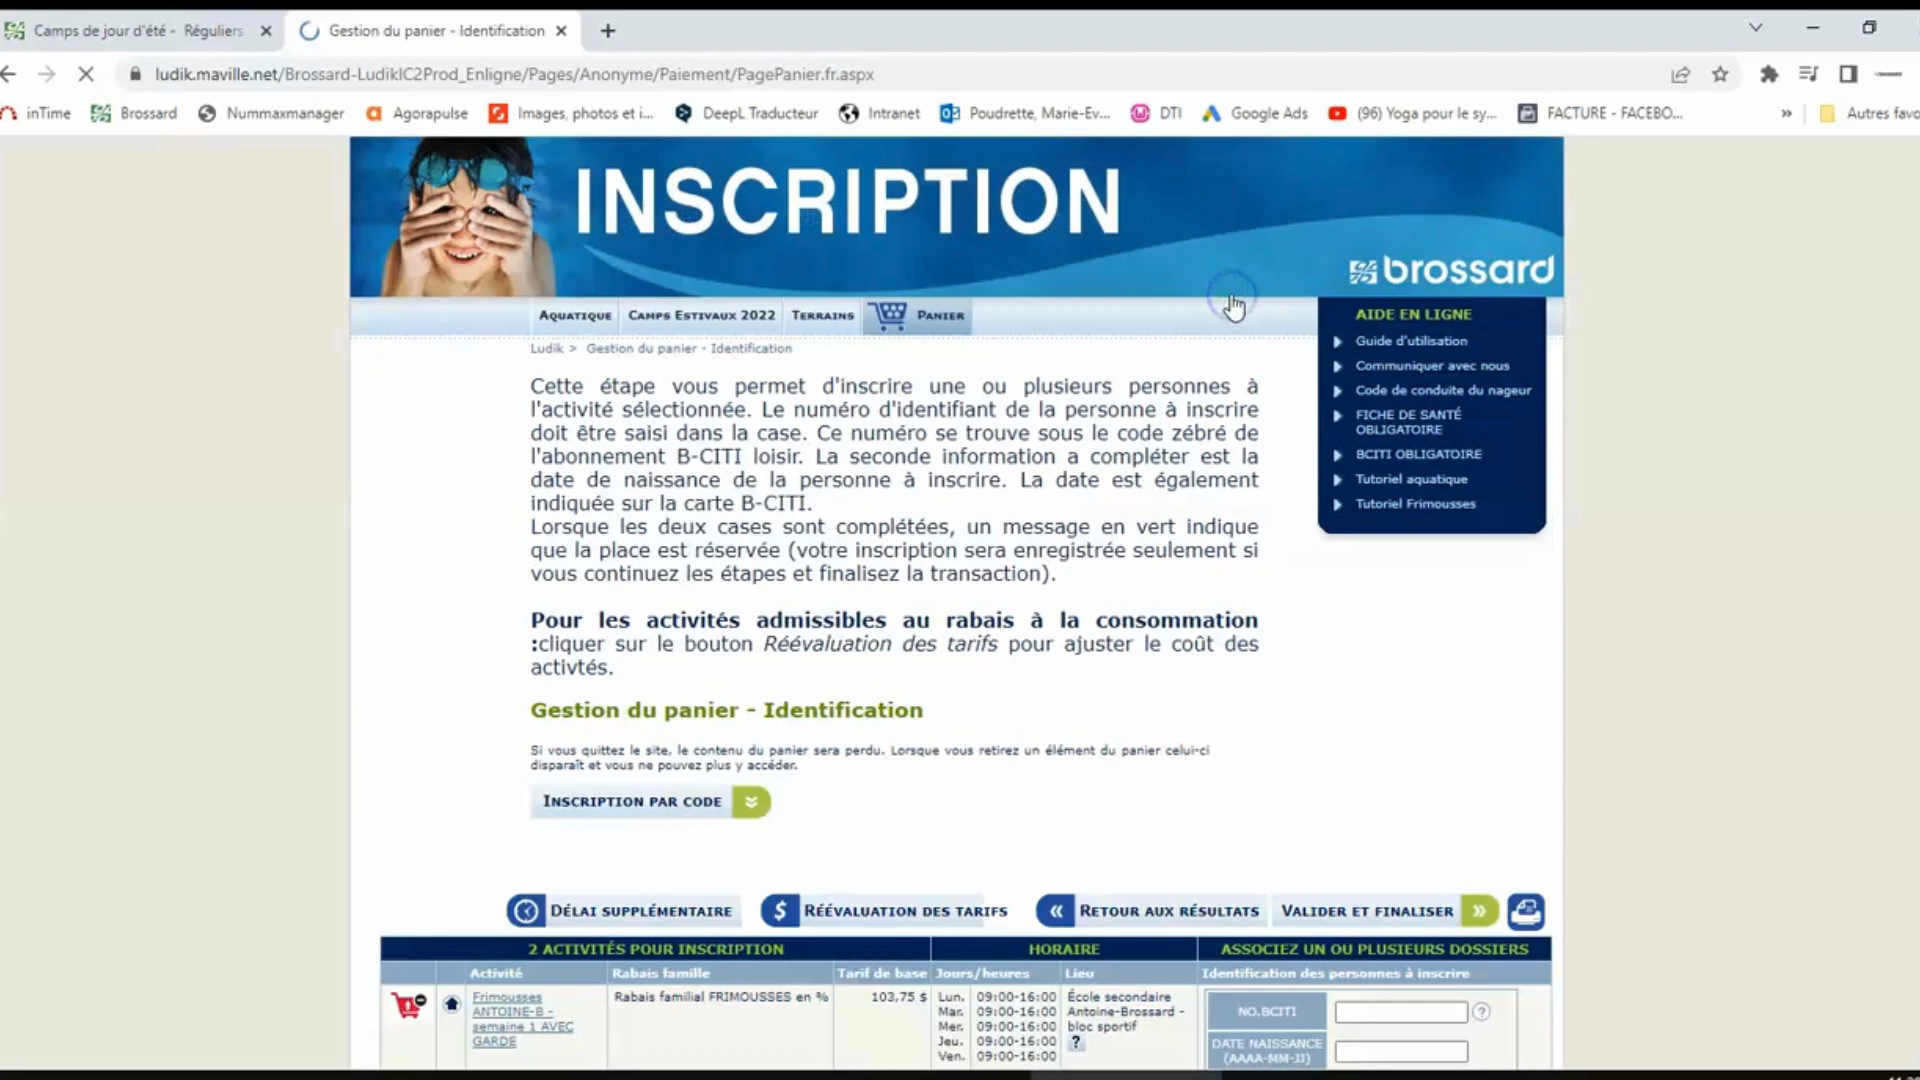 Camps de jour d'été - Réguliers
Gestion du panier - Identification
ludik.maville.net/Brossard-LudikIC2Prod_Enligne/Pages/Anonyme/Paiement/PagePanier.fr.aspx
inTime Brossard Nummaxmanager Agorapulse Images, photos et i... DeepL Traducteur Intranet Poudrette, Marie-Ev... DTI Google Ads (96) Yoga pour le sy... FACTURE - FACEBO... » Autres favo
INSCRIPTION
brossard
AQUATIQUE CAMPS ESTIVAUX 2022 TERRAINS PANIER
Ludik > Gestion du panier - Identification
Cette étape vous permet d'inscrire une ou plusieurs personnes à
l'activité sélectionnée. Le numéro d'identifiant de la personne à inscrire
doit être saisi dans la case. Ce numéro se trouve sous le code zébré de
l'abonnement B-CITI loisir. La seconde information a compléter est la
date de naissance de la personne à inscrire. La date est également
indiquée sur la carte B-CITI.
Lorsque les deux cases sont complétées, un message en vert indique
que la place est réservée (votre inscription sera enregistrée seulement si
vous continuez les étapes et finalisez la transaction).
Pour les activités admissibles au rabais à la consommation
:cliquer sur le bouton Réévaluation des tarifs pour ajuster le coût des
activtés.
AIDE EN LIGNE
Guide d'utilisation
Communiquer avec nous
Code de conduite du nageur
FICHE DE SANTÉ
OBLIGATOIRE
BCITI OBLIGATOIRE
Tutoriel aquatique
Tutoriel Frimousses
Gestion du panier - Identification
Si vous quittez le site, le contenu du panier sera perdu. Lorsque vous retirez un élément du panier celui-ci
disparaît et vous ne pouvez plus y accéder.
INSCRIPTION PAR CODE
DÉLAI SUPPLÉMENTAIRE $ RÉÉVALUATION DES TARIFS « RETOUR AUX RÉSULTATS VALIDER ET FINALISER »
2 ACTIVITÉS POUR INSCRIPTION HORAIRE ASSOCIEZ UN OU PLUSIEURS DOSSIERS
Activité Rabais famille Tarif de base Jours/heures Lieu Identification des personnes à inscrire
Frimousses
ANTOINE-B -
semaine 1 AVEC
GARDE
Rabais familial FRIMOUSSES en %
103,75 $
Lun. 09:00-16:00
Mar. 09:00-16:00
Mer. 09:00-16:00
Jeu. 09:00-16:00
Ven. 09:00-16:00
École secondaire
Antoine-Brossard -
bloc sportif
?
NO.BCITI ?
DATE NAISSANCE
(AAAA-MM-JJ)